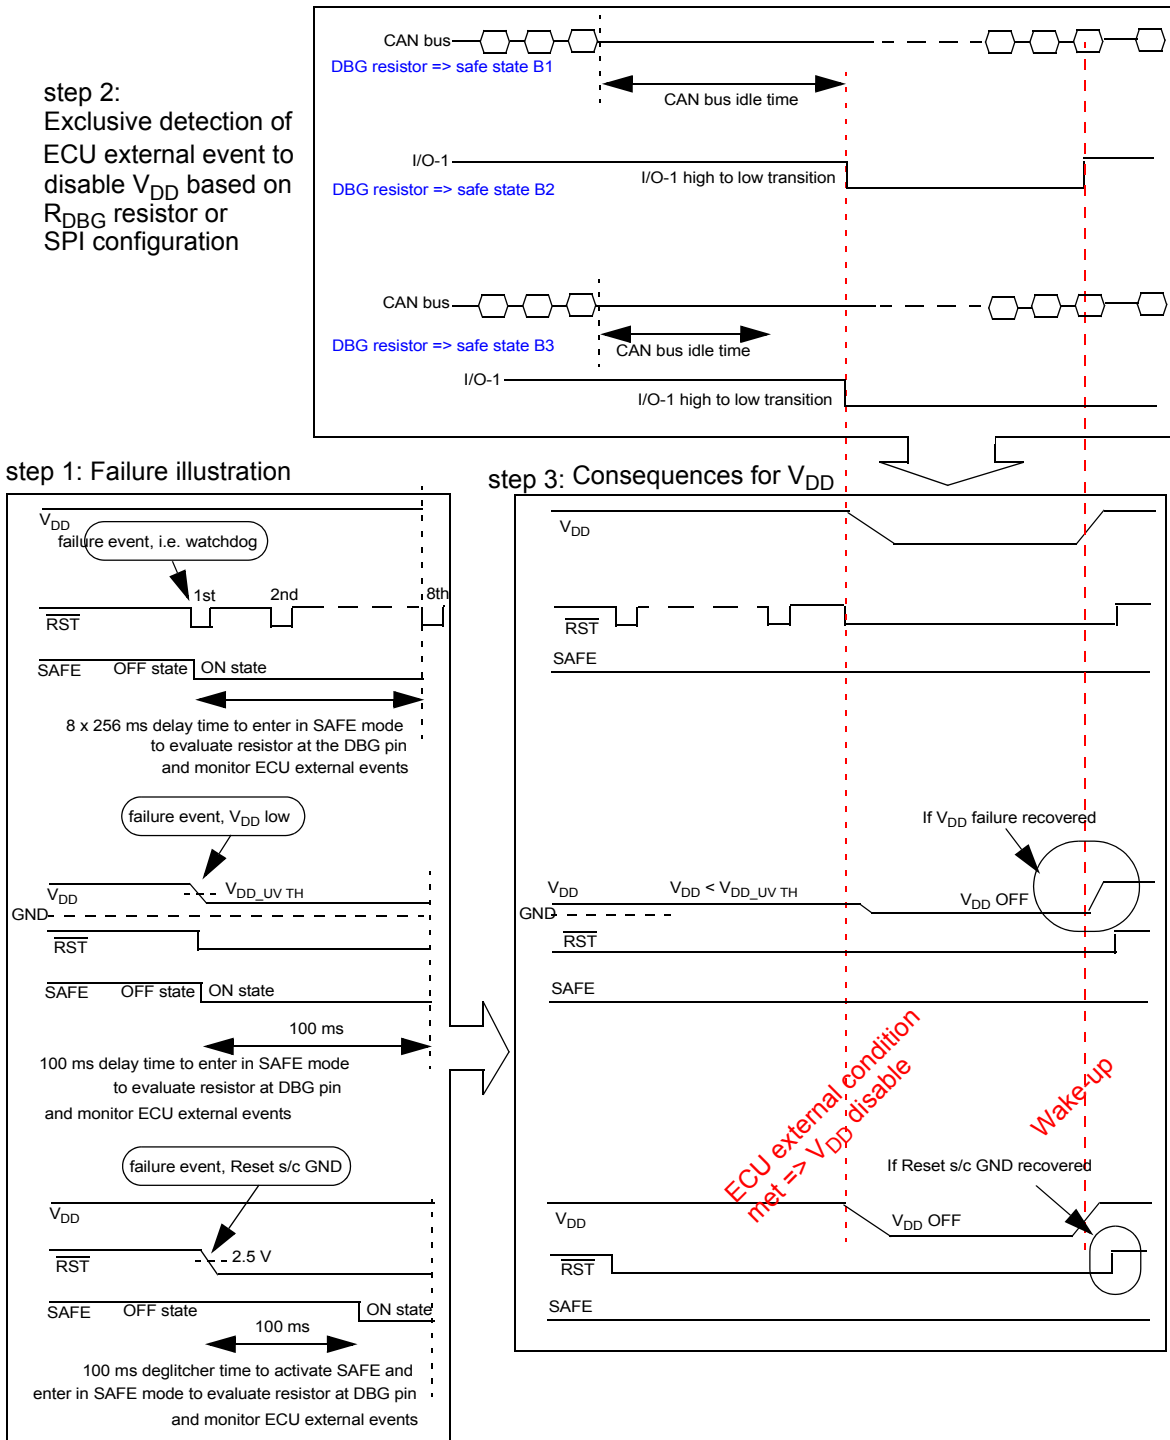 step 2:
Exclusive detection of
ECU external event to
disable VDD based on
RDBG resistor or
SPI configuration
CAN bus
DBG resistor => safe state B1
CAN bus idle time
I/O-1
I/O-1 high to low transition
DBG resistor => safe state B2
CAN bus
DBG resistor => safe state B3
CAN bus idle time
I/O-1
I/O-1 high to low transition
step 1: Failure illustration
VDD
failure event, i.e. watchdog
1st
2nd
8th
RST
SAFE
OFF state
ON state
8 x 256 ms delay time to enter in SAFE mode
to evaluate resistor at the DBG pin
and monitor ECU external events
failure event, VDD low
VDD
VDD_UV TH
GND
RST
SAFE
OFF state
ON state
100 ms
100 ms delay time to enter in SAFE mode
to evaluate resistor at DBG pin
and monitor ECU external events
failure event, Reset s/c GND
VDD
RST
2.5 V
SAFE
OFF state
ON state
100 ms
100 ms deglitcher time to activate SAFE and
enter in SAFE mode to evaluate resistor at DBG pin
and monitor ECU external events
step 3: Consequences for VDD
VDD
RST
SAFE
If VDD failure recovered
VDD
VDD < VDD_UV TH
VDD OFF
GND
RST
SAFE
ECU external condition
met => VDD disable
Wake-up
If Reset s/c GND recovered
VDD
VDD OFF
RST
SAFE